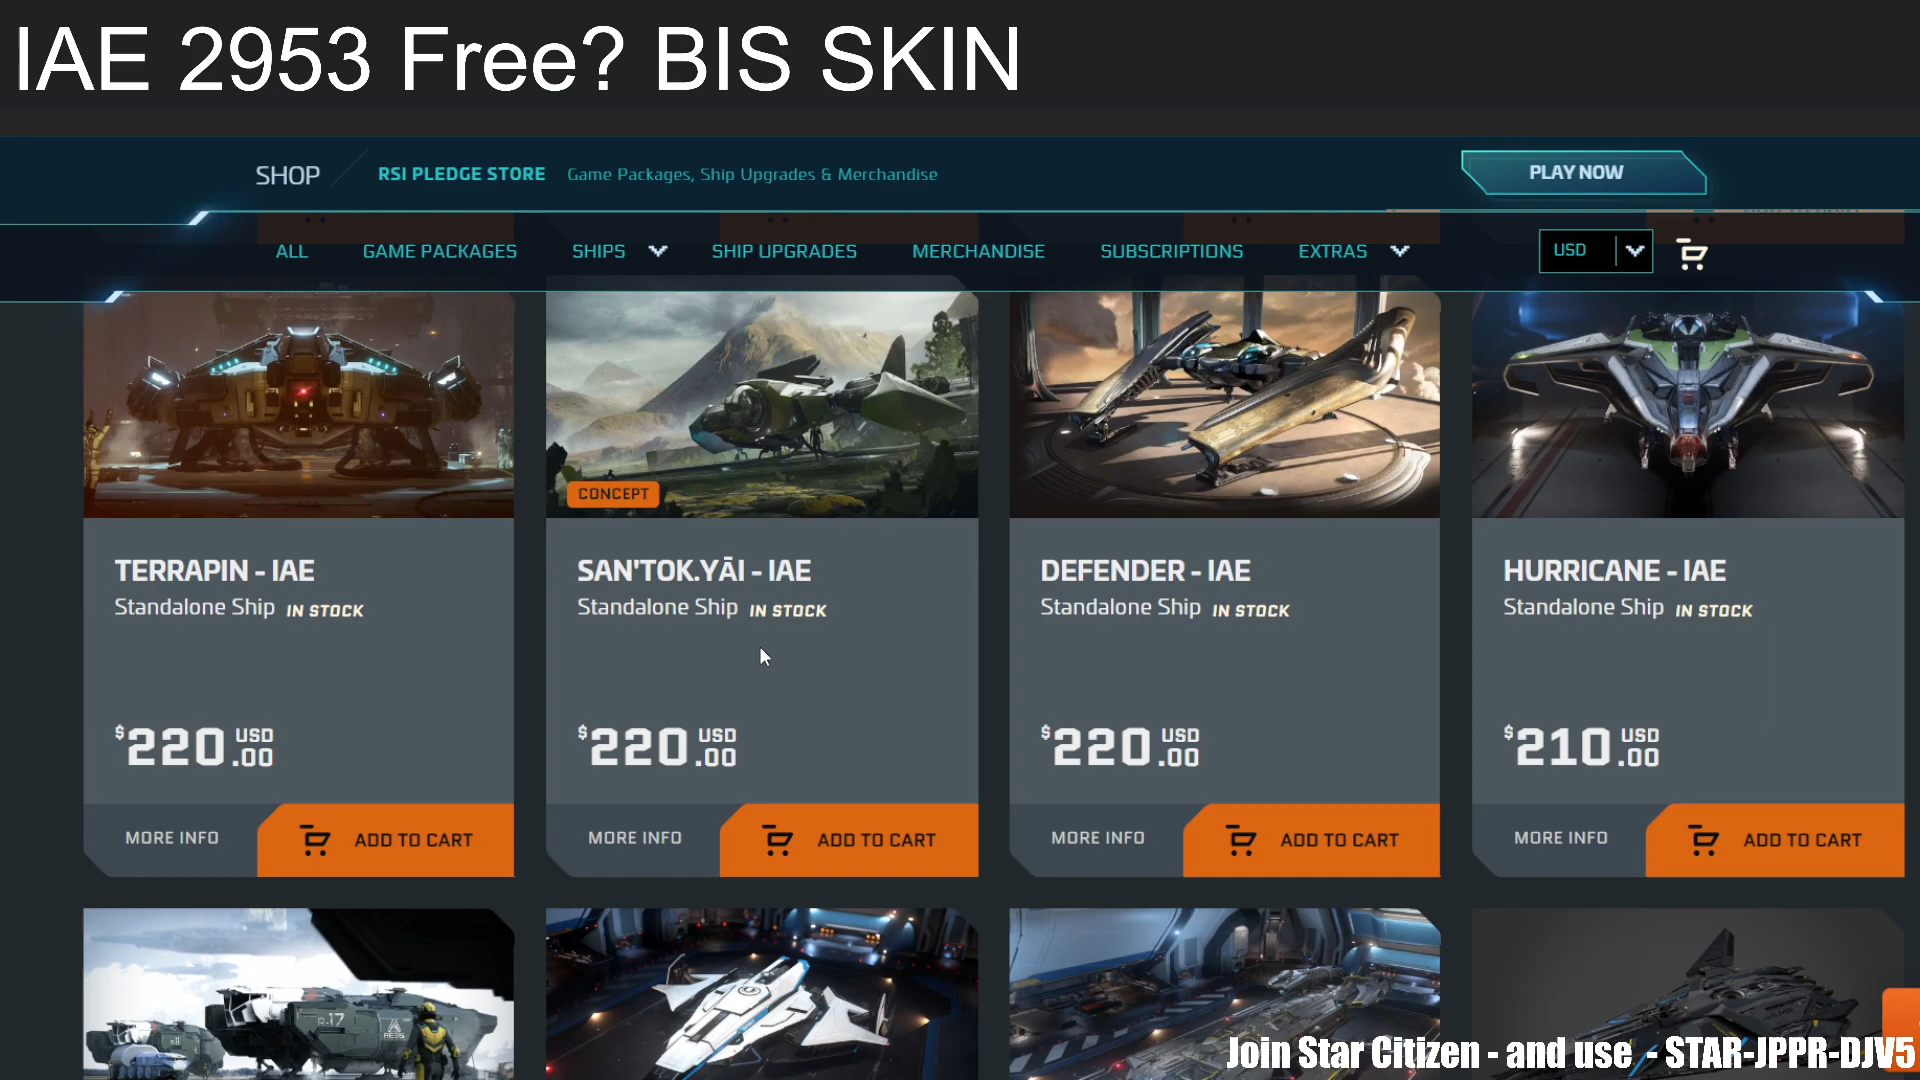 IAE 2953 Free? BIS SKIN
SHOP RSI PLEDGE STORE Game Packages, Ship Upgrades & Merchandise PLAY NOW
ALL GAME PACKAGES SHIPS SHIP UPGRADES MERCHANDISE SUBSCRIPTIONS EXTRAS USD
CONCEPT
TERRAPIN - IAE
Standalone Ship IN STOCK
$220.00 USD
MORE INFO ADD TO CART
SAN'TOK.YĀI - IAE
Standalone Ship IN STOCK
$220.00 USD
MORE INFO ADD TO CART
DEFENDER - IAE
Standalone Ship IN STOCK
$220.00 USD
MORE INFO ADD TO CART
HURRICANE - IAE
Standalone Ship IN STOCK
$210.00 USD
MORE INFO ADD TO CART
AEGIS
Join Star Citizen - and use - STAR-JPPR-DJV5